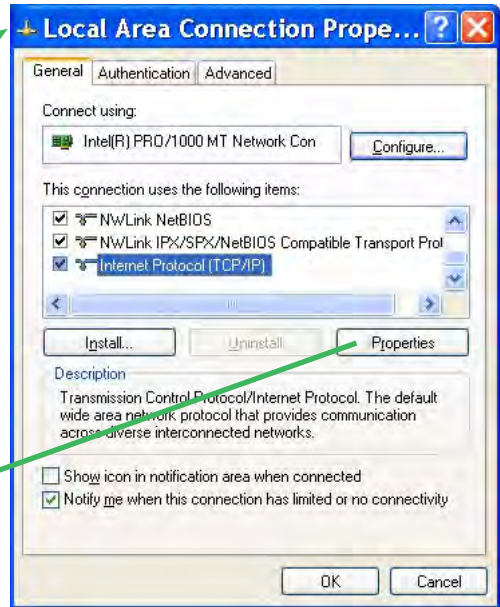 Local Area Connection Prope...
General Authentication Advanced
Connect using:
Intel(R) PRO/1000 MT Network Con
Configure...
This connection uses the following items:
NWLink NetBIOS
NWLink IPX/SPX/NetBIOS Compatible Transport Prot
Internet Protocol (TCP/IP)
Install... Uninstall Properties
Description
Transmission Control Protocol/Internet Protocol. The default
wide area network protocol that provides communication
across diverse interconnected networks.
Show icon in notification area when connected
Notify me when this connection has limited or no connectivity
OK Cancel